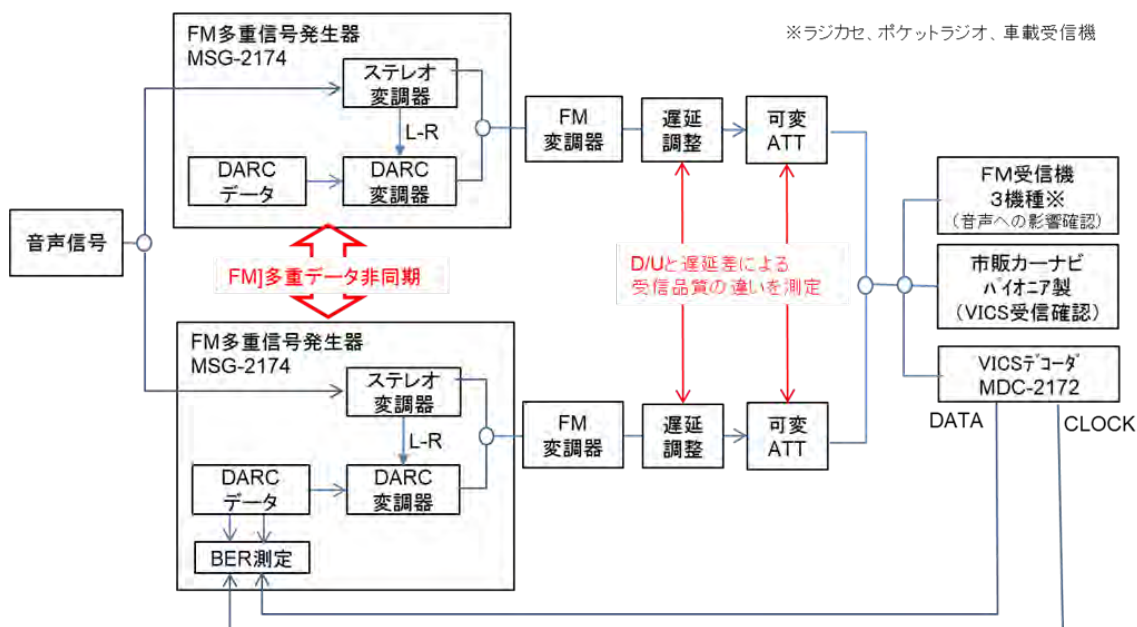 ※ラジカセ、ポケットラジオ、車載受信機
FM多重信号発生器
MSG-2174
ステレオ
変調器
L-R
DARC
データ
DARC
変調器
FM
変調器
遅延
調整
可変
ATT
音声信号
FM]多重データ非同期
D/Uと遅延差による
受信品質の違いを測定
FM受信機
3機種※
(音声への影響確認)
市販カーナビ
パイオニア製
(VICS受信確認)
VICSデコーダ
MDC-2172
DATA
CLOCK
FM多重信号発生器
MSG-2174
ステレオ
変調器
L-R
DARC
データ
DARC
変調器
BER測定
FM
変調器
遅延
調整
可変
ATT